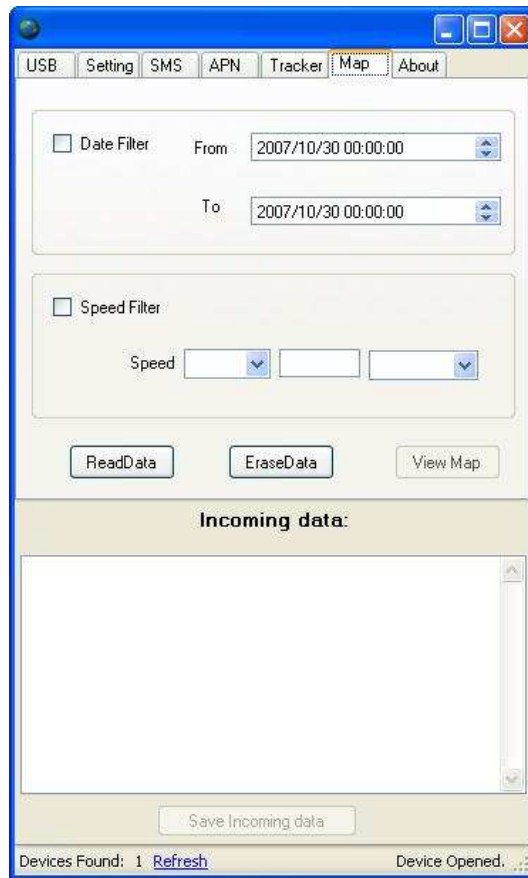 USB Setting SMS APN Tracker Map About
Date Filter From 2007/10/30 00:00:00
To 2007/10/30 00:00:00
Speed Filter
Speed
ReadData EraseData View Map
Incoming data:
Save Incoming data
Devices Found: 1 Refresh Device Opened.